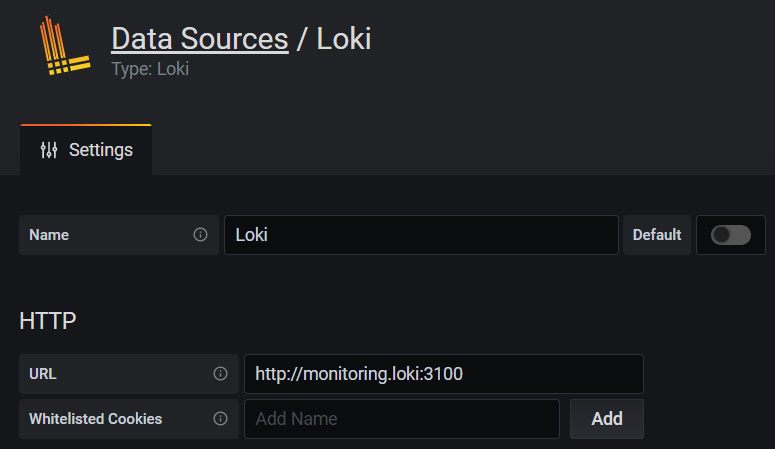 Data Sources / Loki
Type: Loki
Settings
Name Loki Default
HTTP
URL http://monitoring.loki:3100
Whitelisted Cookies Add Name Add